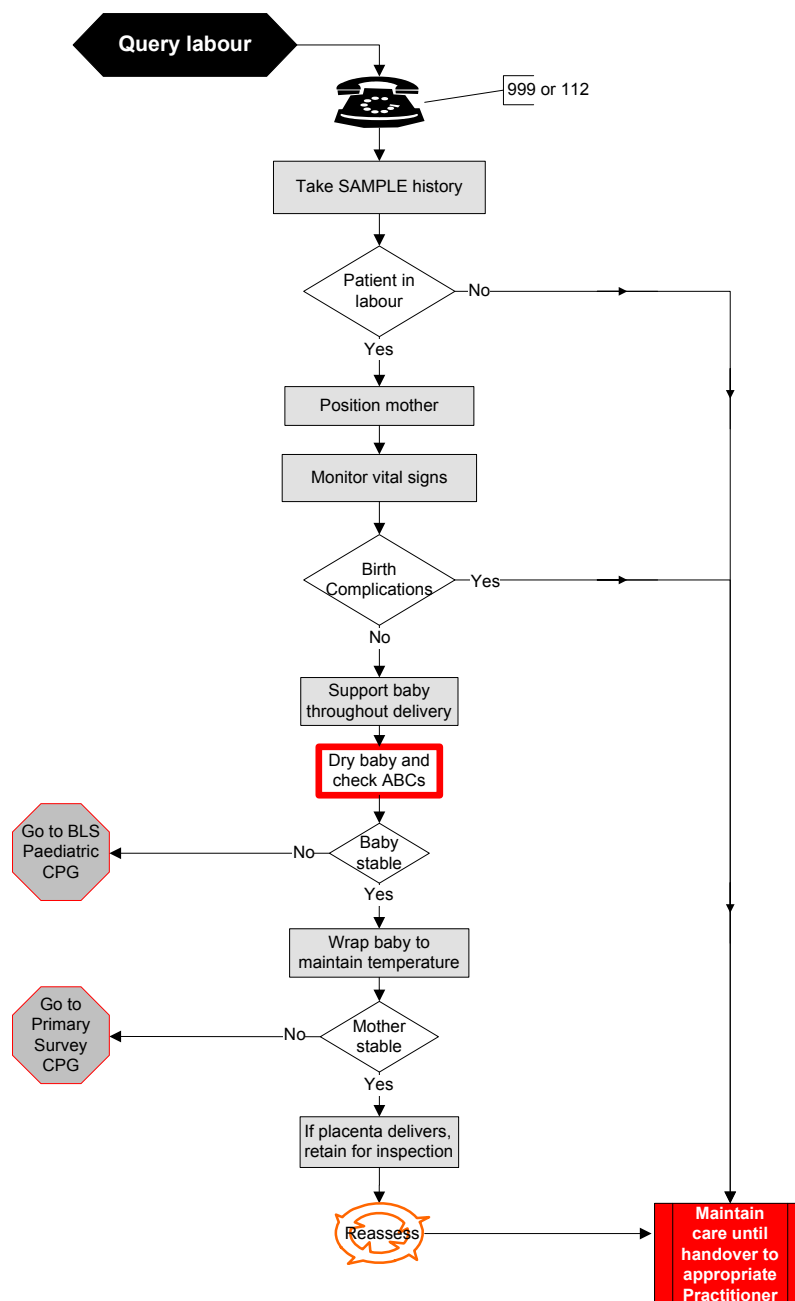 Query labour
999 or 112
Take SAMPLE history
Patient in
labour
No
Yes
Position mother
Monitor vital signs
Birth
Complications
Yes
No
Support baby
throughout delivery
Dry baby and
check ABCs
Go to BLS
Paediatric
CPG
No
Baby
stable
Yes
Wrap baby to
maintain temperature
Go to
Primary
Survey
CPG
No
Mother
stable
Yes
If placenta delivers,
retain for inspection
Reassess
Maintain
care until
handover to
appropriate
Practitioner